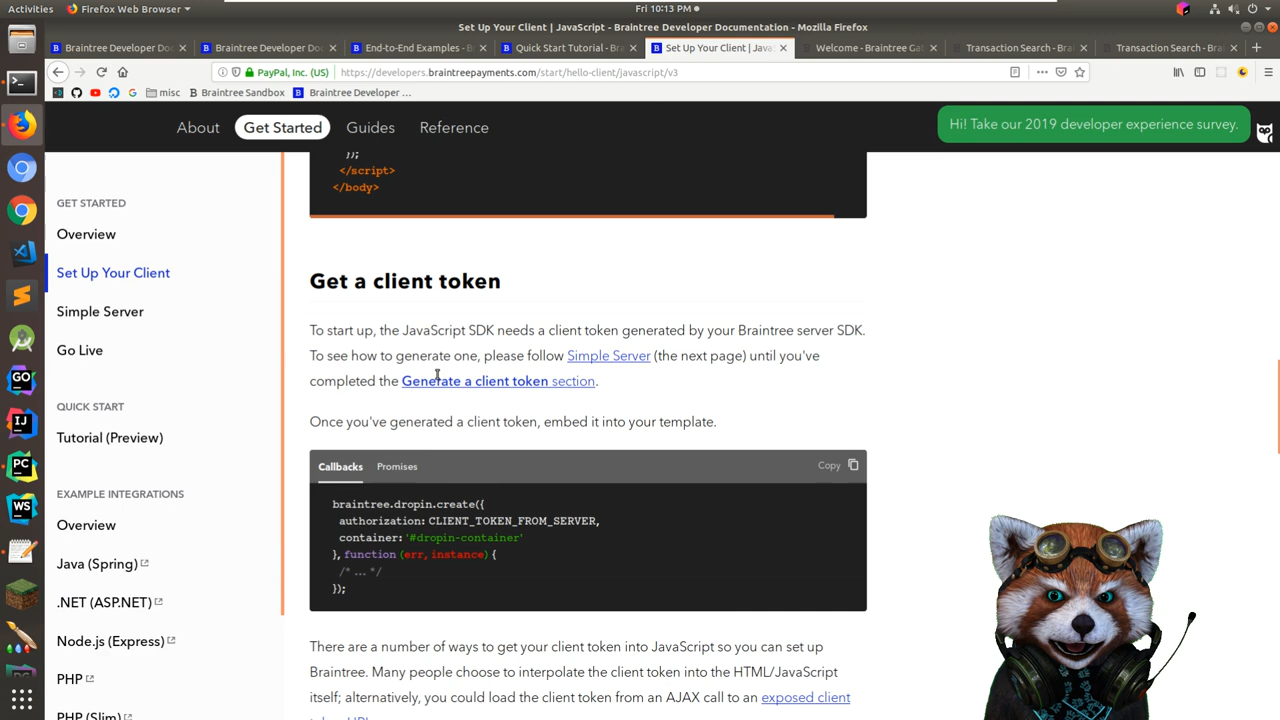 Activities
Firefox Web Browser
Fri 10:13 PM
Set Up Your Client | JavaScript - Braintree Developer Documentation - Mozilla Firefox
Braintree Developer Do
Braintree Developer Do
End-to-End Examples - B
Quick Start Tutorial - Bra
Set Up Your Client | Java
Welcome - Braintree Ga
Transaction Search - Bra
Transaction Search - Bra
PayPal, Inc. (US)
https://developers.braintreepayments.com/start/hello-client/javascript/v3
misc
Braintree Sandbox
Braintree Developer ...
About
Get Started
Guides
Reference
Hi! Take our 2019 developer experience survey.
GET STARTED
Overview
Set Up Your Client
Simple Server
Go Live
QUICK START
Tutorial (Preview)
EXAMPLE INTEGRATIONS
Overview
Java (Spring)
.NET (ASP.NET)
Node.js (Express)
PHP
PHP (Slim)
});
</script>
</body>
Get a client token
To start up, the JavaScript SDK needs a client token generated by your Braintree server SDK.
To see how to generate one, please follow Simple Server (the next page) until you've
completed the Generate a client token section.
Once you've generated a client token, embed it into your template.
Callbacks
Promises
Copy
braintree.dropin.create({
authorization: CLIENT_TOKEN_FROM_SERVER,
container: '#dropin-container'
}, function (err, instance) {
/* ... */
});
There are a number of ways to get your client token into JavaScript so you can set up
Braintree. Many people choose to interpolate the client token into the HTML/JavaScript
itself; alternatively, you could load the client token from an AJAX call to an exposed client
GO
IJ
PC
WS